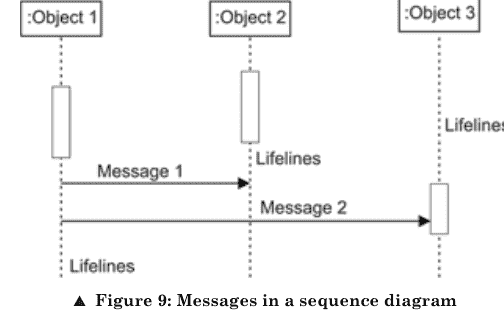 :Object 1
:Object 2
:Object 3
Lifelines
Lifelines
Message 1
Message 2
Lifelines
▲ Figure 9: Messages in a sequence diagram